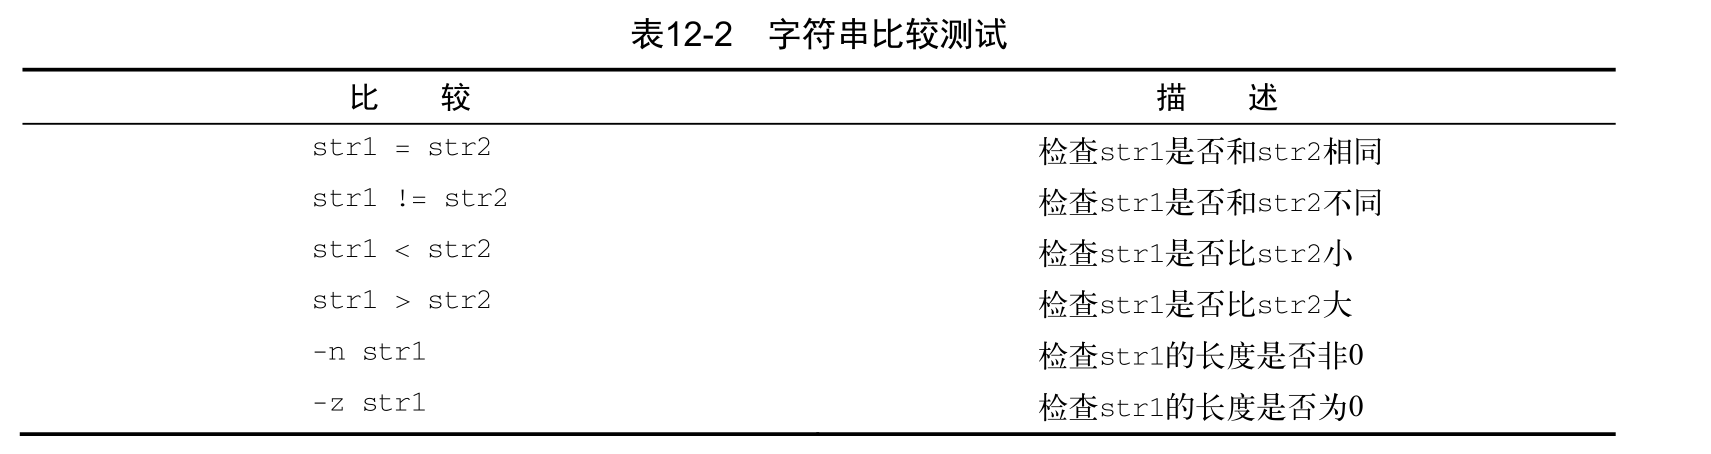 表12-2 字符串比较测试
比 较 描 述
str1 = str2 检查str1是否和str2相同
str1 != str2 检查str1是否和str2不同
str1 < str2 检查str1是否比str2小
str1 > str2 检查str1是否比str2大
-n str1 检查str1的长度是否非0
-z str1 检查str1的长度是否为0